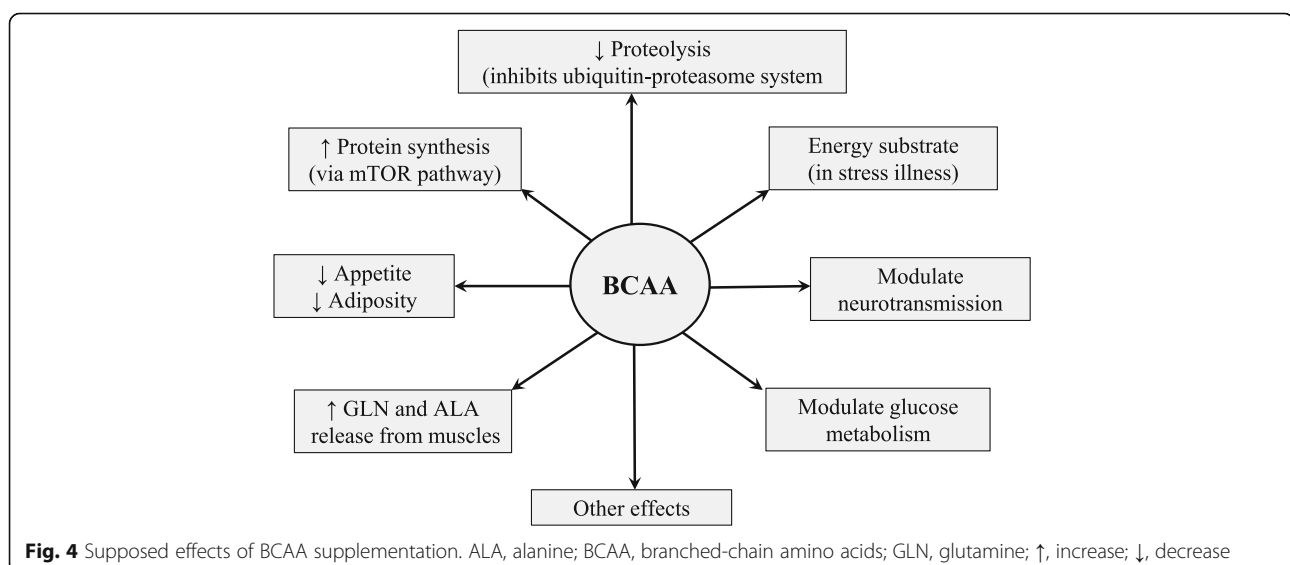 ↓ Proteolysis
(inhibits ubiquitin-proteasome system
↑ Protein synthesis
(via mTOR pathway)
Energy substrate
(in stress illness)
↓ Appetite
↓ Adiposity
BCAA
Modulate
neurotransmission
↑ GLN and ALA
release from muscles
Modulate glucose
metabolism
Other effects
Fig. 4 Supposed effects of BCAA supplementation. ALA, alanine; BCAA, branched-chain amino acids; GLN, glutamine; ↑, increase; ↓, decrease